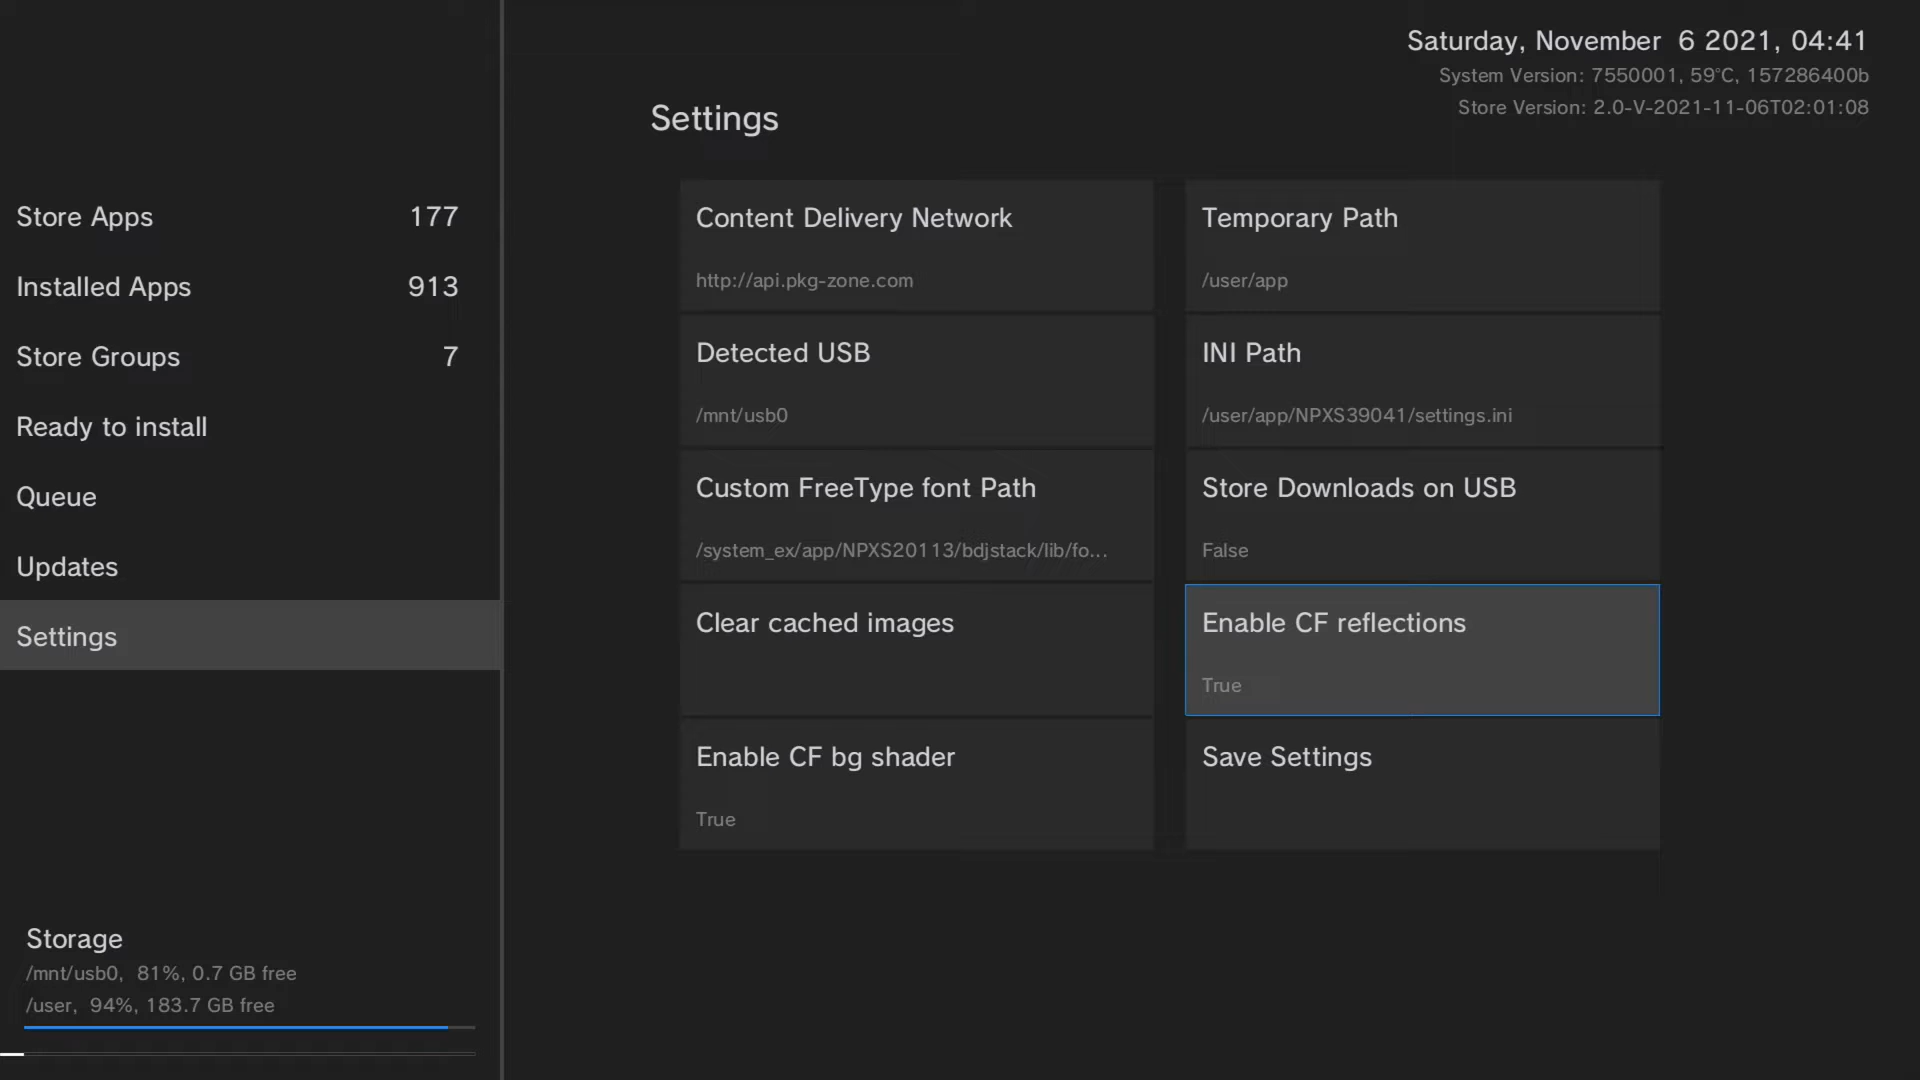 Saturday, November  6 2021, 04:41
System Version: 7550001, 59°C, 157286400b
Store Version: 2.0-V-2021-11-06T02:01:08
Settings
Store Apps 177
Installed Apps 913
Store Groups 7
Ready to install
Queue
Updates
Settings
Content Delivery Network
http://api.pkg-zone.com
Temporary Path
/user/app
Detected USB
/mnt/usb0
INI Path
/user/app/NPXS39041/settings.ini
Custom FreeType font Path
/system_ex/app/NPXS20113/bdjstack/lib/fo...
Store Downloads on USB
False
Clear cached images
Enable CF reflections
True
Enable CF bg shader
True
Save Settings
Storage
/mnt/usb0,  81%, 0.7 GB free
/user,  94%, 183.7 GB free